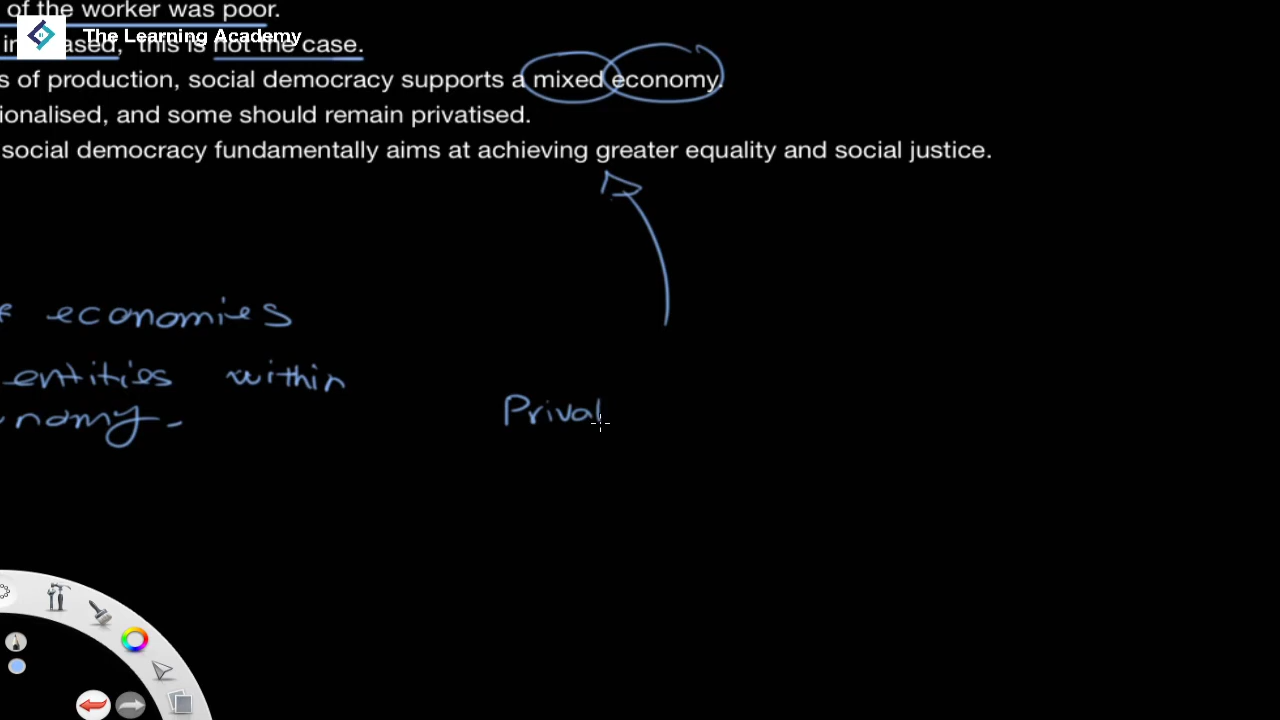 of the worker was poor.
The Learning Academy
this is not the case.
s of production, social democracy supports a mixed economy.
ionalised, and some should remain privatised.
social democracy fundamentally aims at achieving greater equality and social justice.
economies
entities within
nomy.
Privat